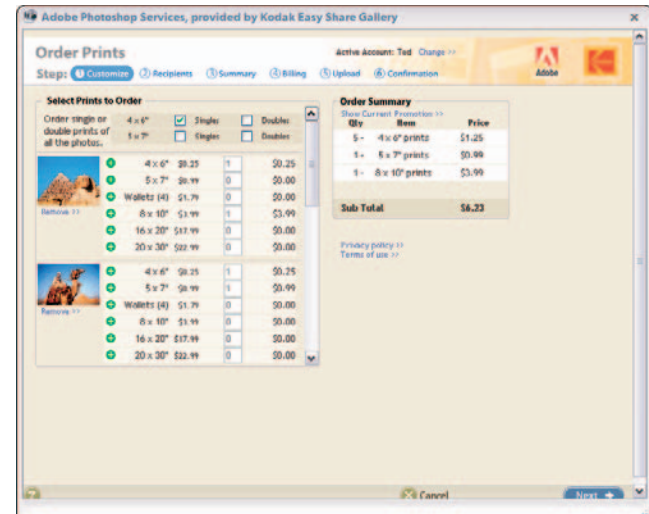 Adobe Photoshop Services, provided by Kodak Easy Share Gallery
Order Prints
Active Account: Ted Change >>
Step: 1 Customize 2 Recipients 3 Summary 4 Billing 5 Upload 6 Confirmation
Adobe
Kodak
Select Prints to Order
Order single or double prints of all the photos.
4 x 6" Singles Doubles
5 x 7" Singles Doubles
4 x 6" $0.25 1 $0.25
5 x 7" $0.99 0 $0.00
Wallets (4) $1.79 0 $0.00
8 x 10" $3.99 1 $3.99
16 x 20" $17.99 0 $0.00
20 x 30" $22.99 0 $0.00
Remove >>
4 x 6" $0.25 1 $0.25
5 x 7" $0.99 1 $0.99
Wallets (4) $1.79 0 $0.00
8 x 10" $3.99 0 $0.00
16 x 20" $17.99 0 $0.00
20 x 30" $22.99 0 $0.00
Remove >>
Order Summary
Show Current Promotion >>
Qty Item Price
5 - 4 x 6" prints $1.25
1 - 5 x 7" prints $0.99
1 - 8 x 10" prints $3.99
Sub Total $6.23
Privacy policy >>
Terms of use >>
? Cancel Next